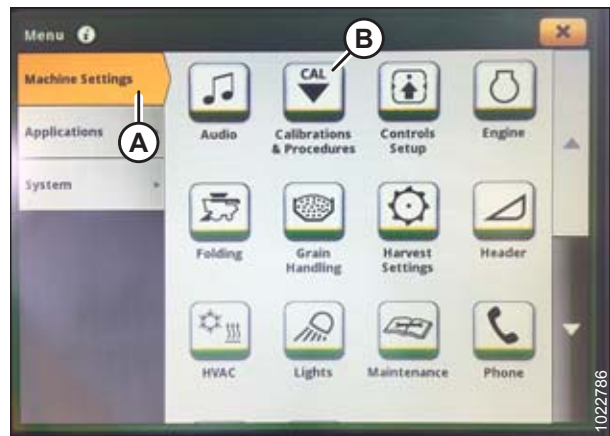 Menu i
B
Machine Settings
A
Applications
System
CAL
Audio
Calibrations
& Procedures
Controls
Setup
Engine
Folding
Grain
Handling
Harvest
Settings
Header
HVAC
Lights
Maintenance
Phone
1022786